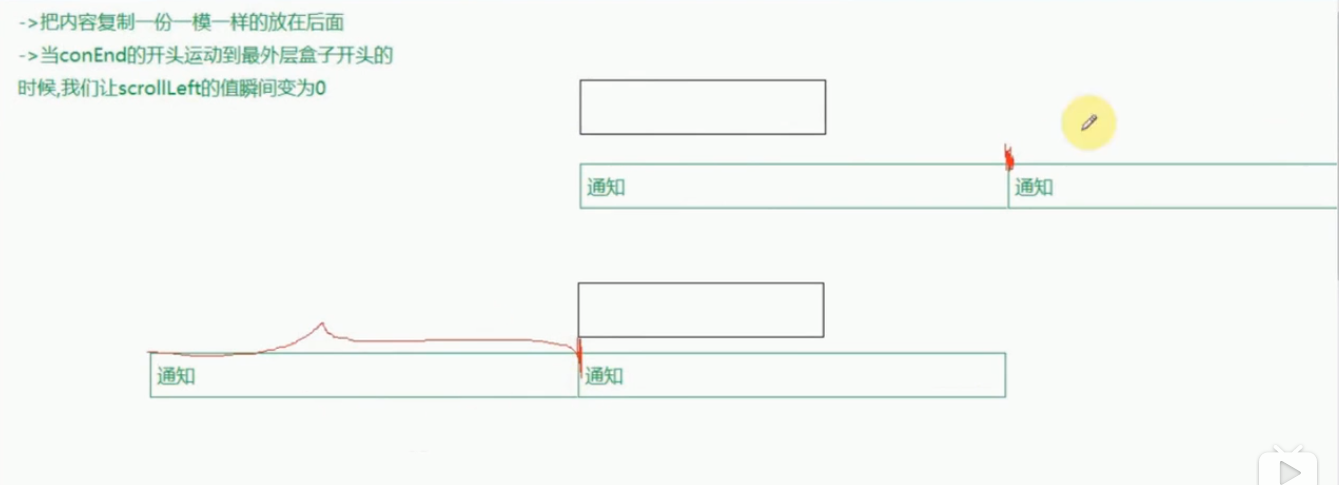 ->把内容复制一份一模一样的放在后面
->当conEnd的开头运动到最外层盒子开头的
时候,我们让scrollLeft的值瞬间变为0
通知
通知
通知
通知